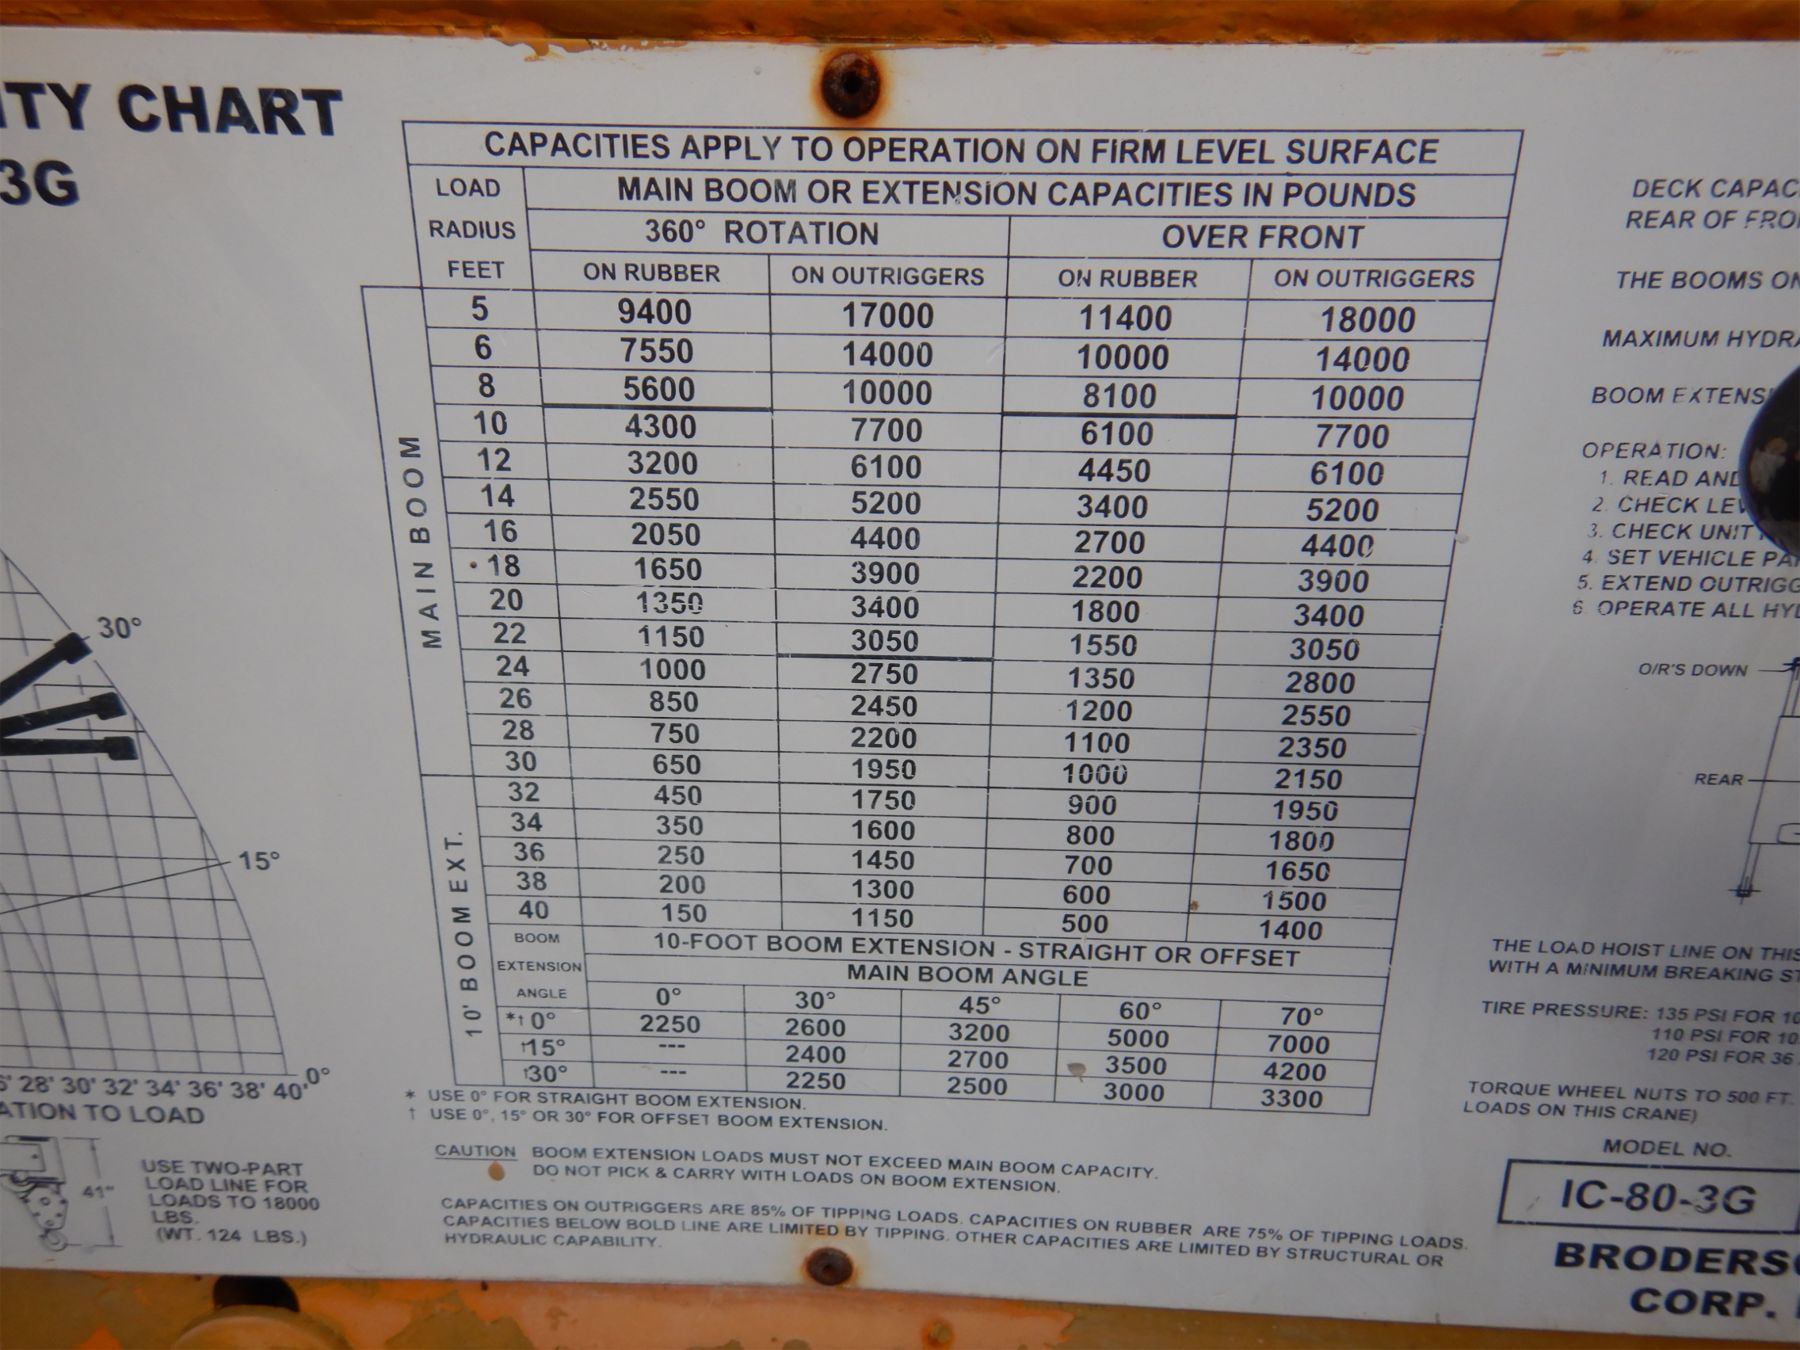 ITY CHART
3G
CAPACITIES APPLY TO OPERATION ON FIRM LEVEL SURFACE
LOAD RADIUS FEET
MAIN BOOM OR EXTENSION CAPACITIES IN POUNDS
360° ROTATION OVER FRONT
ON RUBBER ON OUTRIGGERS ON RUBBER ON OUTRIGGERS
MAIN BOOM
5 9400 17000 11400 18000
6 7550 14000 10000 14000
8 5600 10000 8100 10000
10 4300 7700 6100 7700
12 3200 6100 4450 6100
14 2550 5200 3400 5200
16 2050 4400 2700 4400
18 1650 3900 2200 3900
20 1350 3400 1800 3400
22 1150 3050 1550 3050
24 1000 2750 1350 2800
26 850 2450 1200 2550
28 750 2200 1100 2350
30 650 1950 1000 2150
10' BOOM EXT.
32 450 1750 900 1950
34 350 1600 800 1800
36 250 1450 700 1650
38 200 1300 600 1500
40 150 1150 500 1400
BOOM EXTENSION ANGLE
10-FOOT BOOM EXTENSION - STRAIGHT OR OFFSET
MAIN BOOM ANGLE
0° 30° 45° 60° 70°
*† 0° 2250 2600 3200 5000 7000
†15° --- 2400 2700 3500 4200
†30° --- 2250 2500 3000 3300
* USE 0° FOR STRAIGHT BOOM EXTENSION.
† USE 0°, 15° OR 30° FOR OFFSET BOOM EXTENSION.
CAUTION BOOM EXTENSION LOADS MUST NOT EXCEED MAIN BOOM CAPACITY.
DO NOT PICK & CARRY WITH LOADS ON BOOM EXTENSION.
CAPACITIES ON OUTRIGGERS ARE 85% OF TIPPING LOADS. CAPACITIES ON RUBBER ARE 75% OF TIPPING LOADS.
CAPACITIES BELOW BOLD LINE ARE LIMITED BY TIPPING. OTHER CAPACITIES ARE LIMITED BY STRUCTURAL OR
HYDRAULIC CAPABILITY.
30°
15°
0°
28' 30' 32' 34' 36' 38' 40'
ATION TO LOAD
41"
USE TWO-PART
LOAD LINE FOR
LOADS TO 18000
LBS.
(WT. 124 LBS.)
DECK CAPAC
REAR OF FRO
THE BOOMS ON
MAXIMUM HYDRA
BOOM EXTENS
OPERATION:
1. READ AND
2. CHECK LEV
3. CHECK UNIT
4. SET VEHICLE PA
5. EXTEND OUTRIGG
6. OPERATE ALL HYD
O/R'S DOWN
REAR
THE LOAD HOIST LINE ON THIS
WITH A MINIMUM BREAKING ST
TIRE PRESSURE: 135 PSI FOR 10
110 PSI FOR 10
120 PSI FOR 36
TORQUE WHEEL NUTS TO 500 FT.
LOADS ON THIS CRANE)
MODEL NO.
IC-80-3G
BRODERSO
CORP.